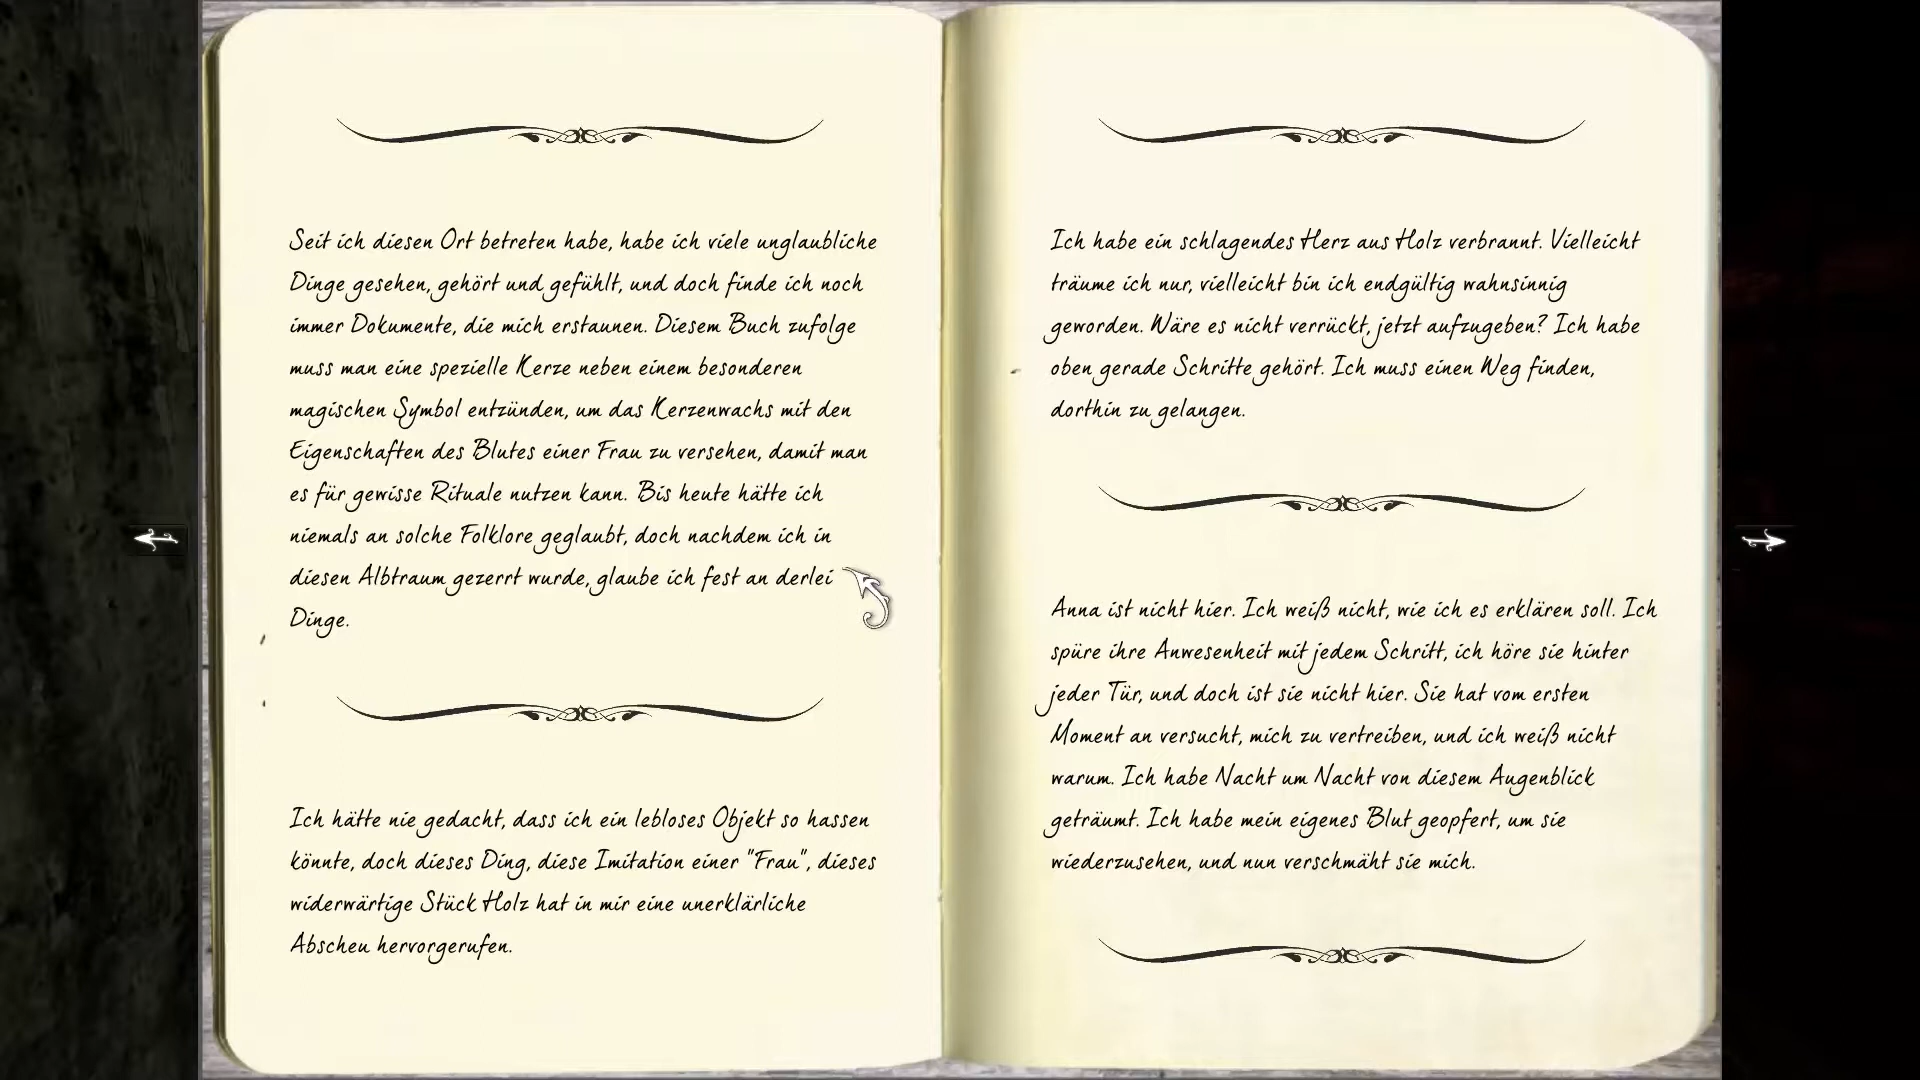 Seit ich diesen Ort betreten habe, habe ich viele unglaubliche
Dinge gesehen, gehört und gefühlt, und doch finde ich noch
immer Dokumente, die mich erstaunen. Diesem Buch zufolge
muss man eine spezielle Kerze neben einem besonderen
magischen Symbol entzünden, um das Kerzenwachs mit den
Eigenschaften des Blutes einer Frau zu versehen, damit man
es für gewisse Rituale nutzen kann. Bis heute hätte ich
niemals an solche Folklore geglaubt, doch nachdem ich in
diesen Albtraum gezerrt wurde, glaube ich fest an derlei
Dinge.
Ich hätte nie gedacht, dass ich ein lebloses Objekt so hassen
könnte, doch dieses Ding, diese Imitation einer "Frau", dieses
widerwärtige Stück Holz hat in mir eine unerklärliche
Abscheu hervorgerufen.
Ich habe ein schlagendes Herz aus Holz verbrannt. Vielleicht
träume ich nur, vielleicht bin ich endgültig wahnsinnig
geworden. Wäre es nicht verrückt, jetzt aufzugeben? Ich habe
oben gerade Schritte gehört. Ich muss einen Weg finden,
dorthin zu gelangen.
Anna ist nicht hier. Ich weiß nicht, wie ich es erklären soll. Ich
spüre ihre Anwesenheit mit jedem Schritt, ich höre sie hinter
jeder Tür, und doch ist sie nicht hier. Sie hat vom ersten
Moment an versucht, mich zu vertreiben, und ich weiß nicht
warum. Ich habe Nacht um Nacht von diesem Augenblick
geträumt. Ich habe mein eigenes Blut geopfert, um sie
wiederzusehen, und nun verschmäht sie mich.